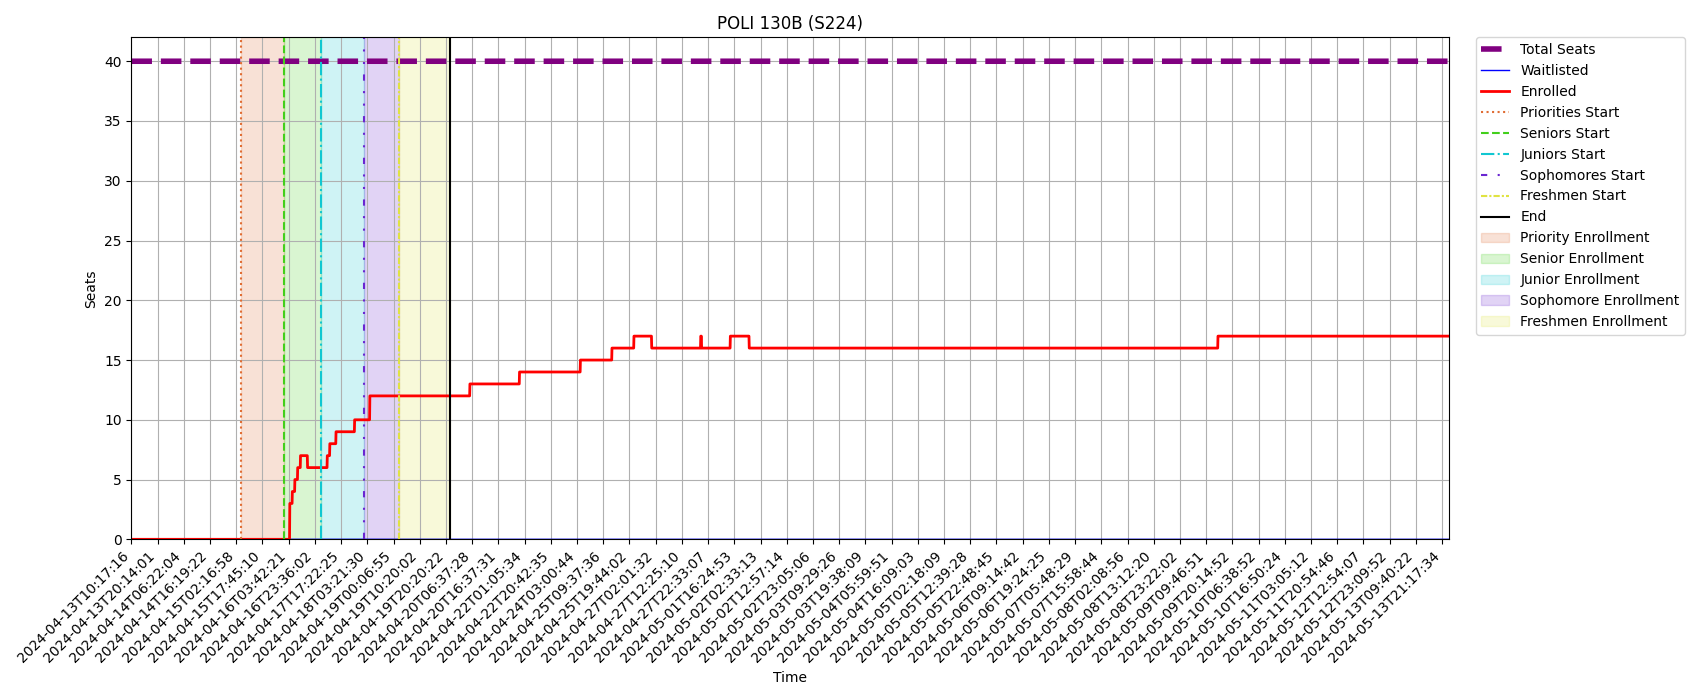 POLI 130B (S224)
40
35
30
25
20
15
10
5
0
Seats
2024-04-13T10:17:16
2024-04-13T20:14:01
2024-04-14T06:22:04
2024-04-14T16:19:22
2024-04-15T02:16:58
2024-04-15T17:45:10
2024-04-16T03:42:21
2024-04-16T23:36:02
2024-04-17T17:22:25
2024-04-18T03:21:30
2024-04-19T00:06:55
2024-04-19T10:20:02
2024-04-19T20:20:22
2024-04-20T06:37:28
2024-04-20T16:37:31
2024-04-22T01:05:34
2024-04-22T20:42:35
2024-04-24T03:00:44
2024-04-25T09:37:36
2024-04-25T19:44:02
2024-04-27T02:01:32
2024-04-27T12:25:10
2024-04-27T22:33:07
2024-05-01T16:24:53
2024-05-02T02:33:13
2024-05-02T12:57:14
2024-05-02T23:05:06
2024-05-03T09:29:26
2024-05-03T19:38:09
2024-05-04T05:59:51
2024-05-04T16:09:03
2024-05-05T02:18:09
2024-05-05T12:39:28
2024-05-05T22:48:45
2024-05-06T09:14:42
2024-05-06T19:24:25
2024-05-07T05:48:29
2024-05-07T15:58:44
2024-05-08T02:08:56
2024-05-08T13:12:20
2024-05-08T23:22:02
2024-05-09T09:46:51
2024-05-09T20:14:52
2024-05-10T06:38:52
2024-05-10T16:50:24
2024-05-11T03:05:12
2024-05-11T20:54:46
2024-05-12T12:54:07
2024-05-12T23:09:52
2024-05-13T09:40:22
2024-05-13T21:17:34
Time
Total Seats
Waitlisted
Enrolled
Priorities Start
Seniors Start
Juniors Start
Sophomores Start
Freshmen Start
End
Priority Enrollment
Senior Enrollment
Junior Enrollment
Sophomore Enrollment
Freshmen Enrollment